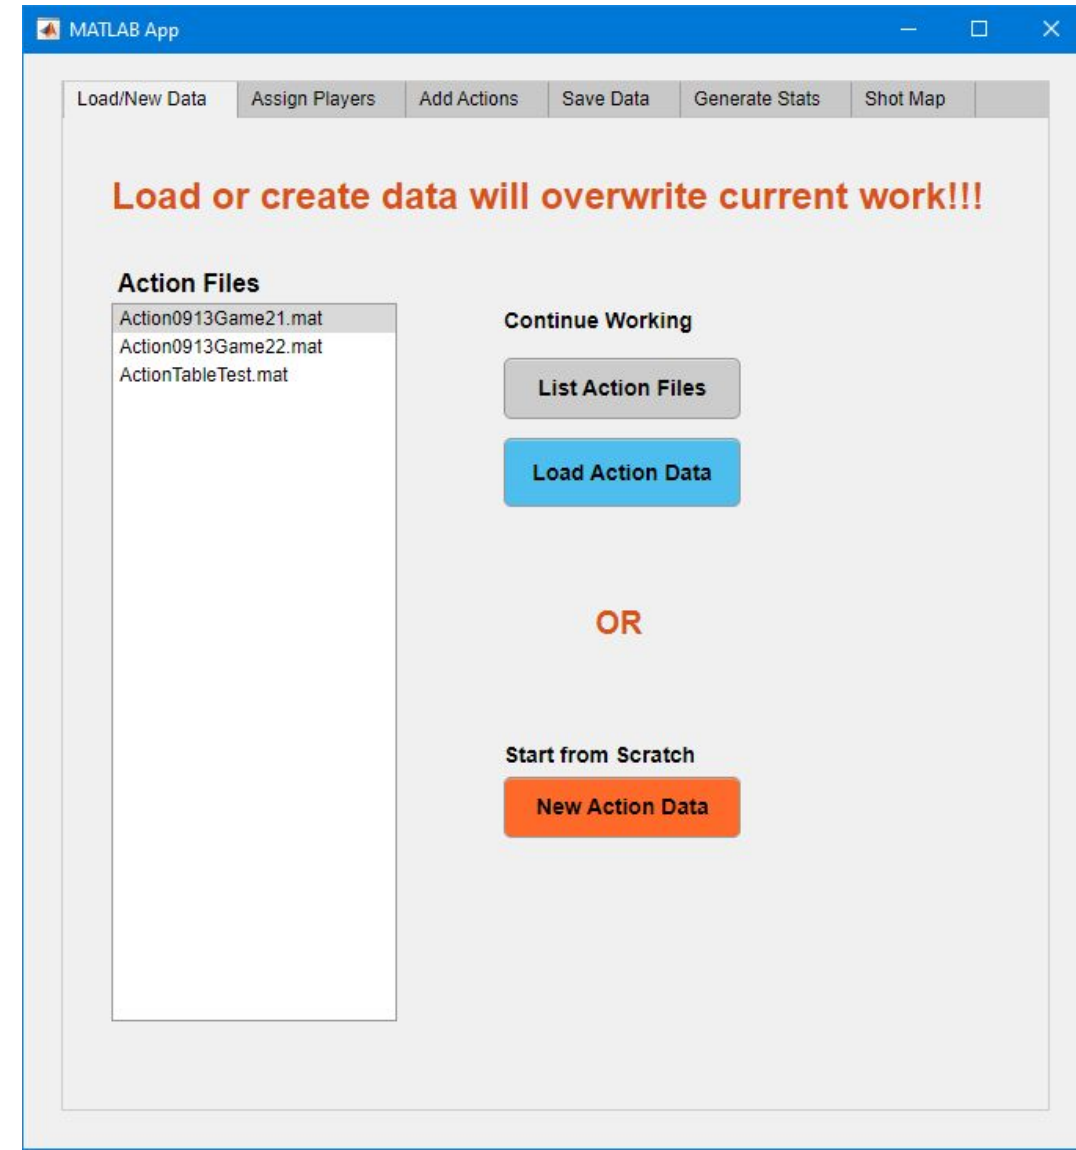 MATLAB App
Load/New Data Assign Players Add Actions Save Data Generate Stats Shot Map
Load or create data will overwrite current work!!!
Action Files
Action0913Game21.mat
Action0913Game22.mat
ActionTableTest.mat
Continue Working
List Action Files
Load Action Data
OR
Start from Scratch
New Action Data